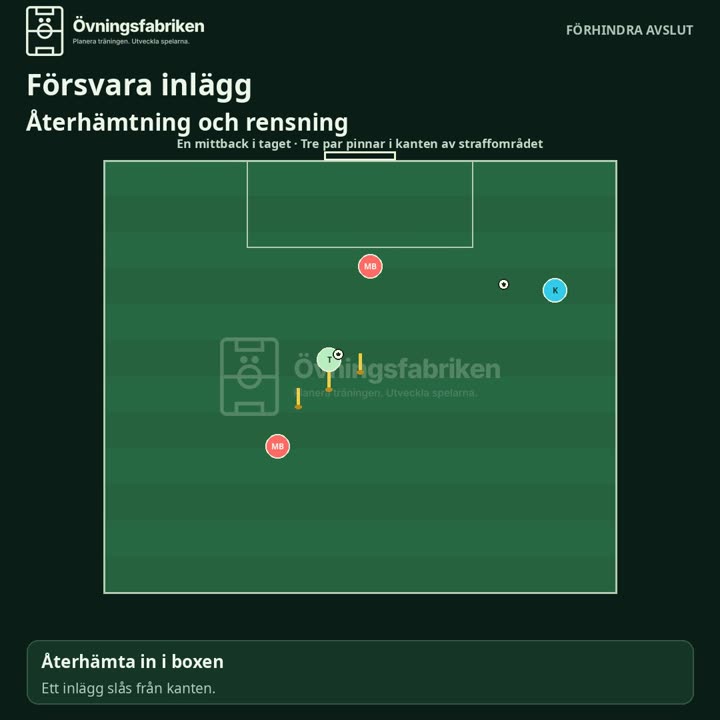 Övningsfabriken
Planera träningen. Utveckla spelarna.
FÖRHINDRA AVSLUT
Försvara inlägg
Återhämtning och rensning
En mittback i taget · Tre par pinnar i kanten av straffområdet
MB
K
T
Övningsfabriken
Planera träningen. Utveckla spelarna.
MB
Återhämta in i boxen
Ett inlägg slås från kanten.